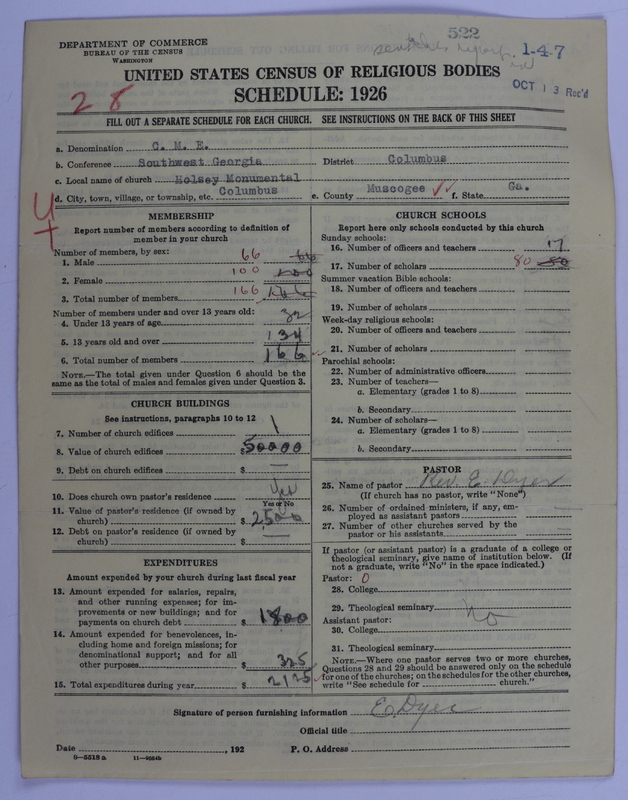 522
1-4-7
DEPARTMENT OF COMMERCE
BUREAU OF THE CENSUS
WASHINGTON
OCT 13 Rec'd
UNITED STATES CENSUS OF RELIGIOUS BODIES
SCHEDULE: 1926
28
FILL OUT A SEPARATE SCHEDULE FOR EACH CHURCH. SEE INSTRUCTIONS ON THE BACK OF THIS SHEET
a. Denomination C. M. E.
b. Conference Southwest Georgia District Columbus
c. Local name of church Holsey Monumental
d. City, town, village, or township, etc. Columbus e. County Muscogee f. State Ga.
MEMBERSHIP
Report number of members according to definition of
member in your church
Number of members, by sex:
1. Male 66 66
2. Female 100 100
3. Total number of members 166 166
Number of members under and over 13 years old:
4. Under 13 years of age 32
5. 13 years old and over 134
6. Total number of members 166
NOTE.—The total given under Question 6 should be the
same as the total of males and females given under Question 3.
CHURCH BUILDINGS
See instructions, paragraphs 10 to 12
7. Number of church edifices 1
8. Value of church edifices $50000
9. Debt on church edifices $ —
10. Does church own pastor's residence yes
Yes or No
11. Value of pastor's residence (if owned by
church) $2500
12. Debt on pastor's residence (if owned by
church) $ —
EXPENDITURES
Amount expended by your church during last fiscal year
13. Amount expended for salaries, repairs,
and other running expenses; for im-
provements or new buildings; and for
payments on church debt $1800
14. Amount expended for benevolences, in-
cluding home and foreign missions; for
denominational support; and for all
other purposes $325
15. Total expenditures during year $2125
CHURCH SCHOOLS
Report here only schools conducted by this church
Sunday schools:
16. Number of officers and teachers 17
17. Number of scholars 80 80
Summer vacation Bible schools:
18. Number of officers and teachers
19. Number of scholars
Week-day religious schools:
20. Number of officers and teachers
21. Number of scholars
Parochial schools:
22. Number of administrative officers
23. Number of teachers—
a. Elementary (grades 1 to 8)
b. Secondary
24. Number of scholars—
a. Elementary (grades 1 to 8)
b. Secondary
PASTOR
25. Name of pastor Rev. E. Dyer
(If church has no pastor, write "None")
26. Number of ordained ministers, if any, em-
ployed as assistant pastors
27. Number of other churches served by the
pastor or his assistants
If pastor (or assistant pastor) is a graduate of a college or
theological seminary, give name of institution below. (If
not a graduate, write "No" in the space indicated.)
Pastor: 0
28. College
29. Theological seminary No
Assistant pastor:
30. College
31. Theological seminary
NOTE.—Where one pastor serves two or more churches,
Questions 28 and 29 should be answered only on the schedule
for one of the churches; on the schedules for the other churches,
write "See schedule for church."
Signature of person furnishing information E. Dyer
Official title
Date , 192 P. O. Address
8—5518a 11—9034b